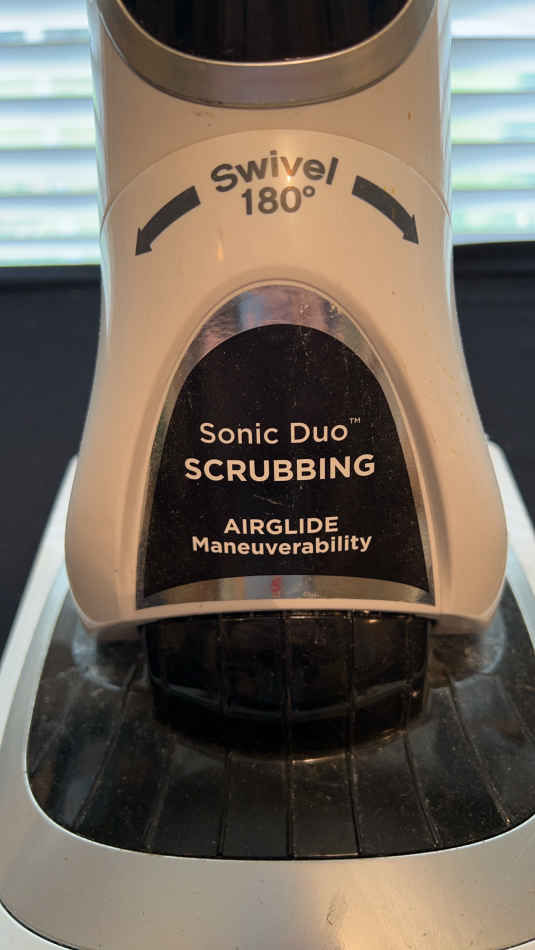 Swivel
180°
Sonic Duo™
SCRUBBING
AIRGLIDE
Maneuverability